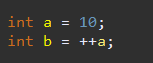 int a = 10;
int b = ++a;